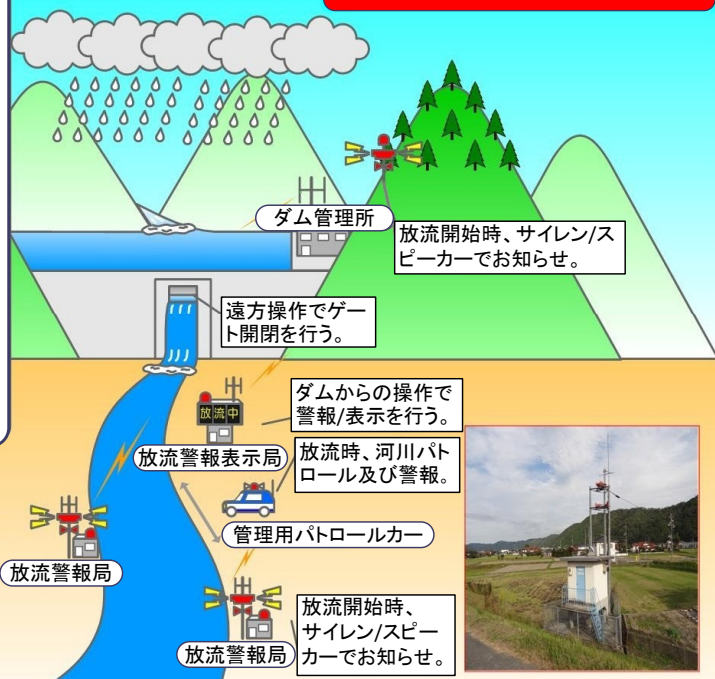 ダム管理所
放流開始時、サイレン/ス
ピーカーでお知らせ。
遠方操作でゲー
ト開閉を行う。
放流中
ダムからの操作で
警報/表示を行う。
放流警報表示局
放流時、河川パト
ロール及び警報。
管理用パトロールカー
放流警報局
放流開始時、
サイレン/スピー
カーでお知らせ。
放流警報局